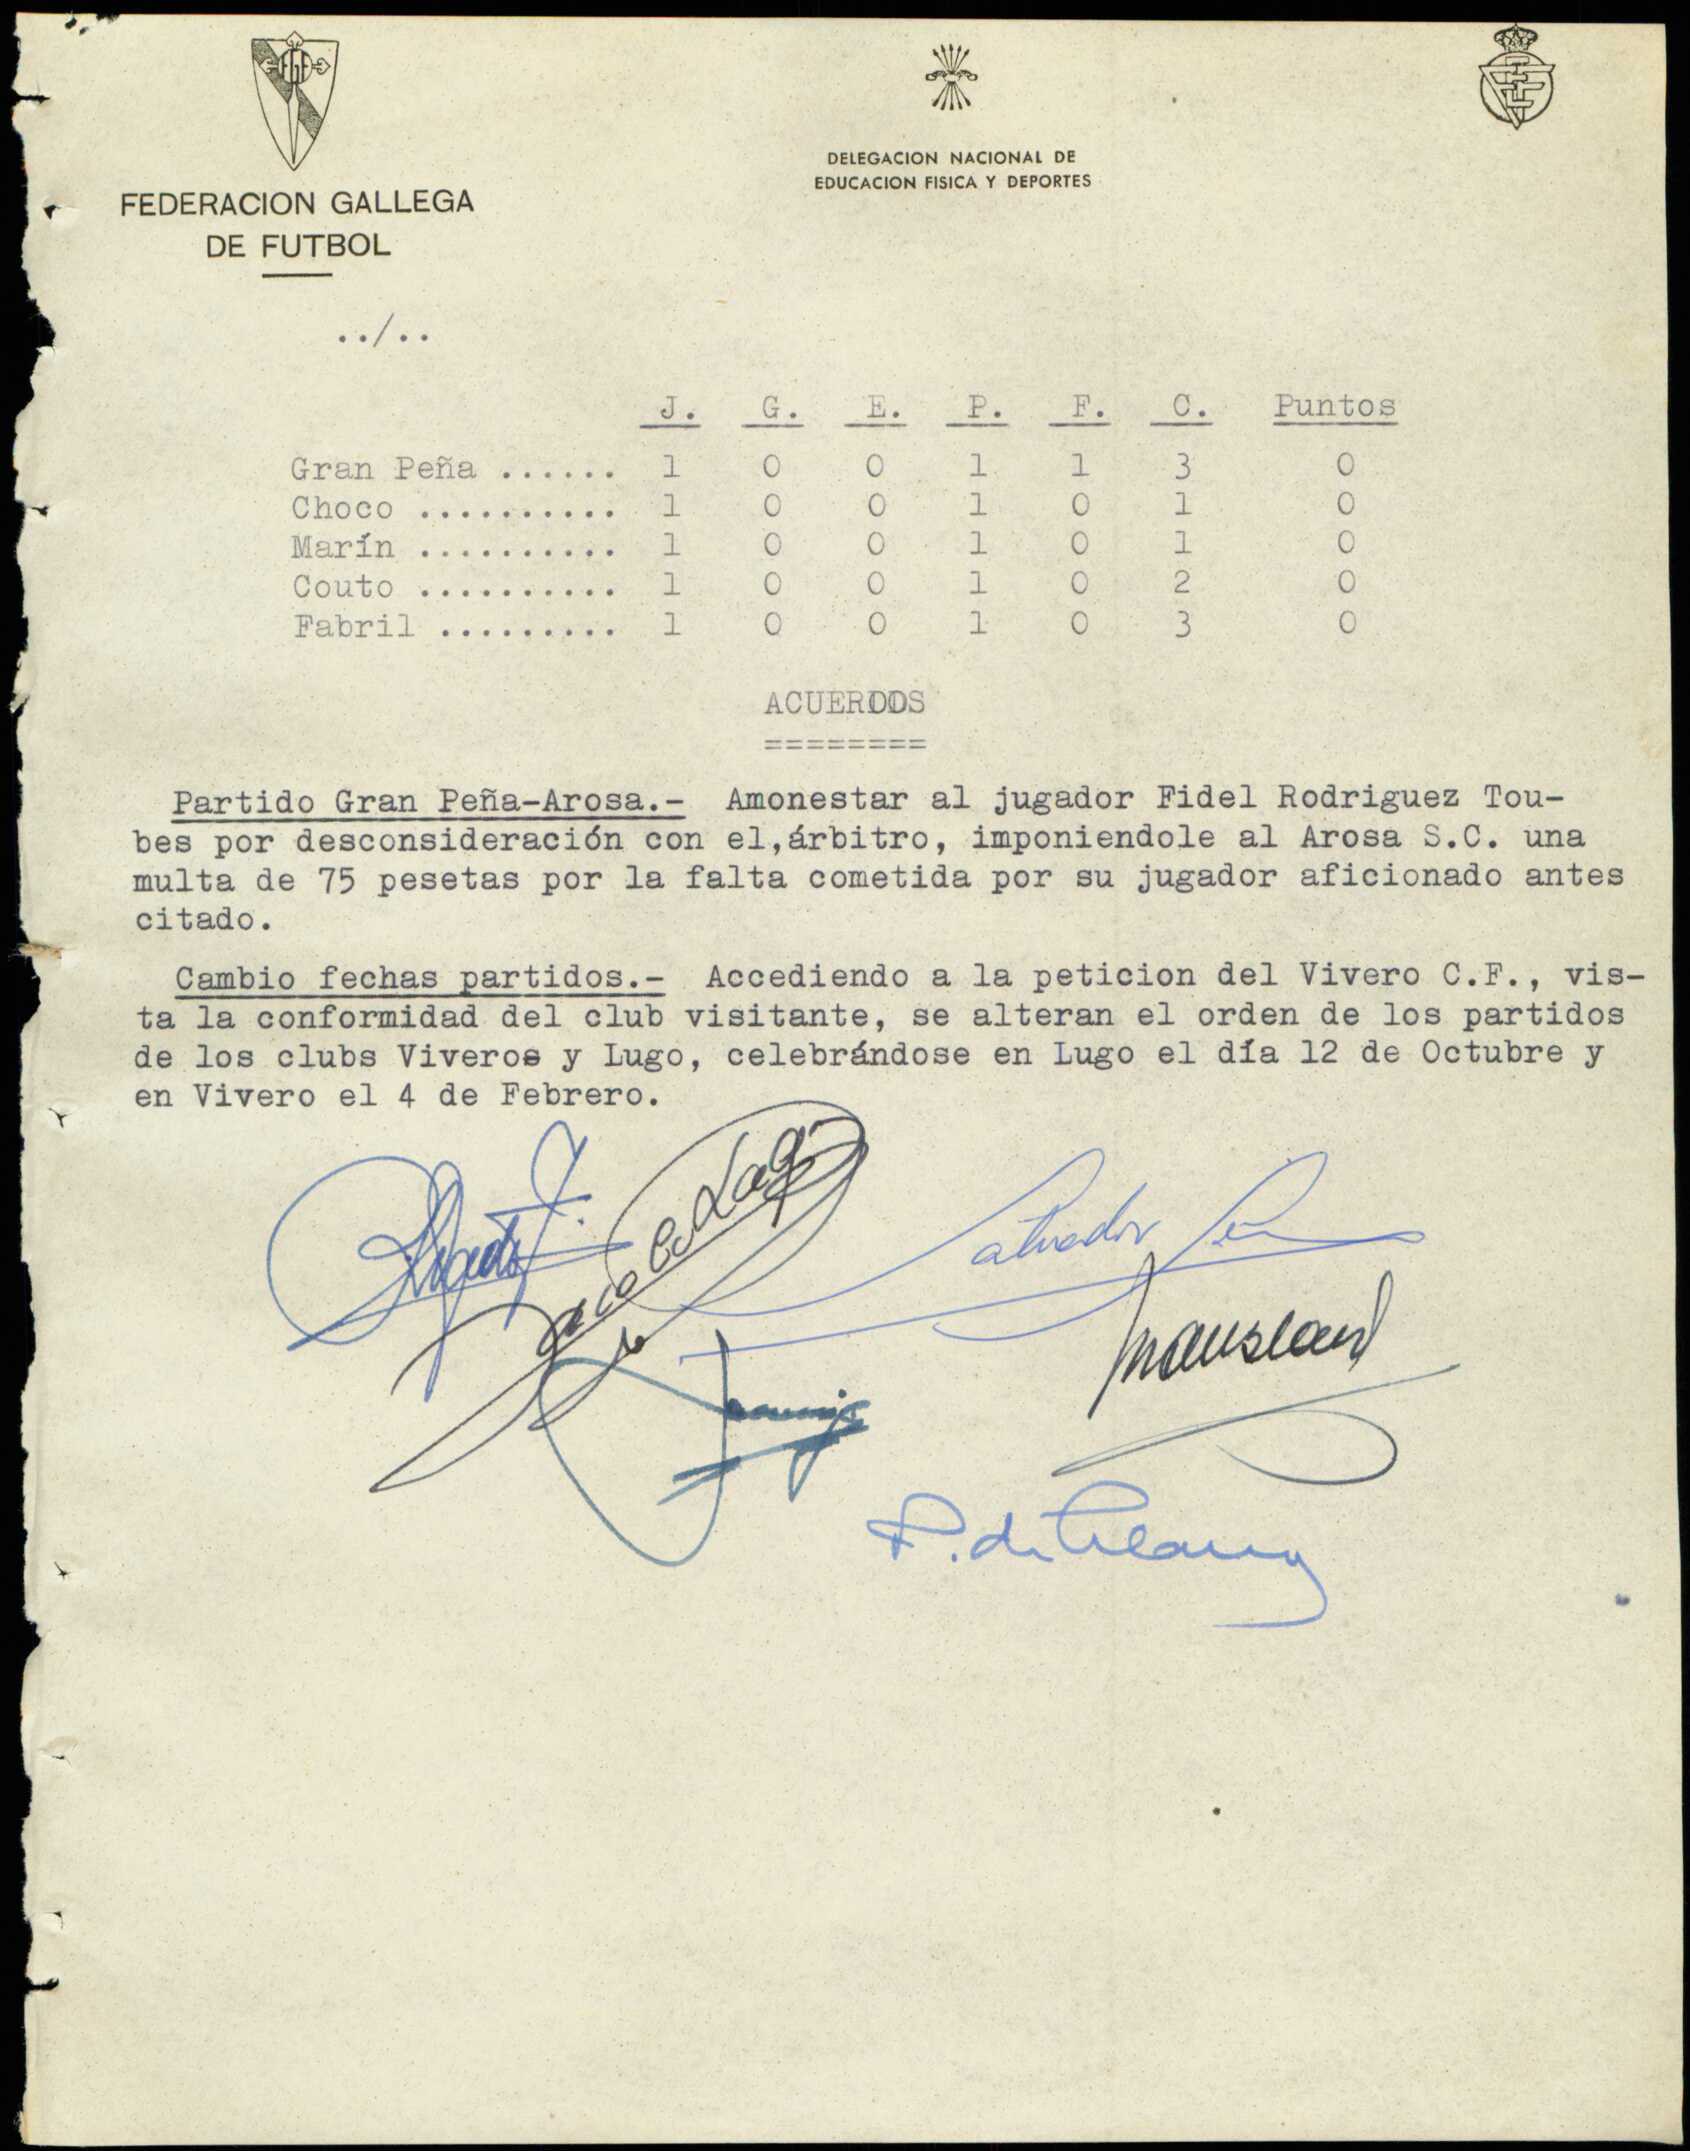 FEDERACION GALLEGA
DE FUTBOL
DELEGACION NACIONAL DE
EDUCACION FISICA Y DEPORTES
../..
J. G. E. P. F. C. Puntos
Gran Peña ...... 1 0 0 1 1 3 0
Choco .......... 1 0 0 1 0 1 0
Marín .......... 1 0 0 1 0 1 0
Couto .......... 1 0 0 1 0 2 0
Fabril ......... 1 0 0 1 0 3 0
ACUERDOS
========
Partido Gran Peña-Arosa.- Amonestar al jugador Fidel Rodriguez Tou-
bes por desconsideración con el,árbitro, imponiendole al Arosa S.C. una
multa de 75 pesetas por la falta cometida por su jugador aficionado antes
citado.
Cambio fechas partidos.- Accediendo a la peticion del Vivero C.F., vis-
ta la conformidad del club visitante, se alteran el orden de los partidos
de los clubs Viveros y Lugo, celebrándose en Lugo el día 12 de Octubre y
en Vivero el 4 de Febrero.
Salvador